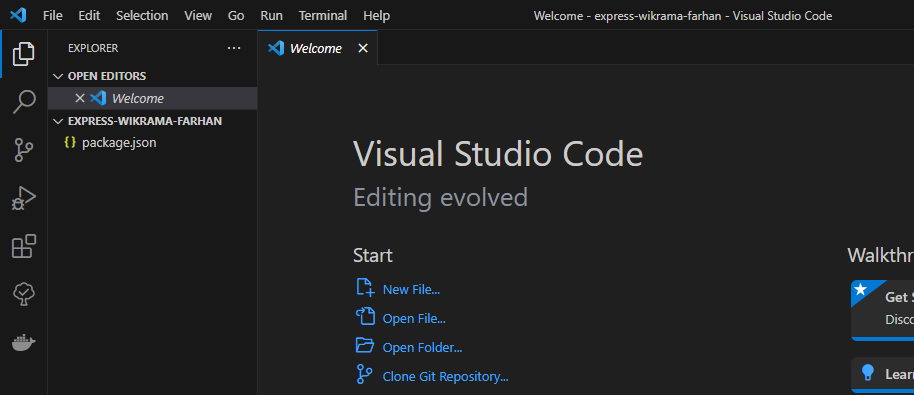 File Edit Selection View Go Run Terminal Help
Welcome - express-wikrama-farhan - Visual Studio Code
EXPLORER ...
Welcome
OPEN EDITORS
Welcome
EXPRESS-WIKRAMA-FARHAN
{} package.json
Visual Studio Code
Editing evolved
Start
New File...
Open File...
Open Folder...
Clone Git Repository...
Walkthr
Get S
Disco
Learn